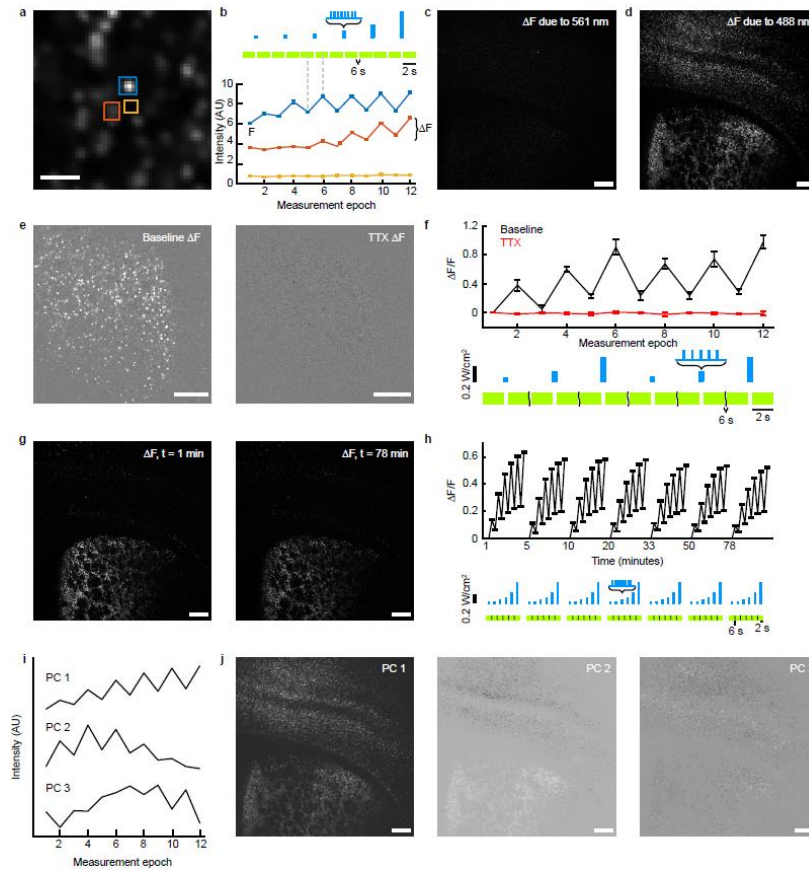 a
b
6 s
2 s
10
8
6
4
2
0
F
ΔF
Intensity (AU)
2 4 6 8 10 12
Measurement epoch
c
ΔF due to 561 nm
d
ΔF due to 488 nm
e
Baseline ΔF
TTX ΔF
f
Baseline
TTX
1.2
0.8
0.4
0
ΔF/F
2 4 6 8 10 12
Measurement epoch
0.2 W/cm²
6 s
2 s
g
ΔF, t = 1 min
ΔF, t = 78 min
h
0.6
0.4
0.2
0
ΔF/F
1 5 10 20 33 50 78
Time (minutes)
0.2 W/cm²
6 s
2 s
i
PC 1
PC 2
PC 3
Intensity (AU)
2 4 6 8 10 12
Measurement epoch
j
PC 1
PC 2
PC